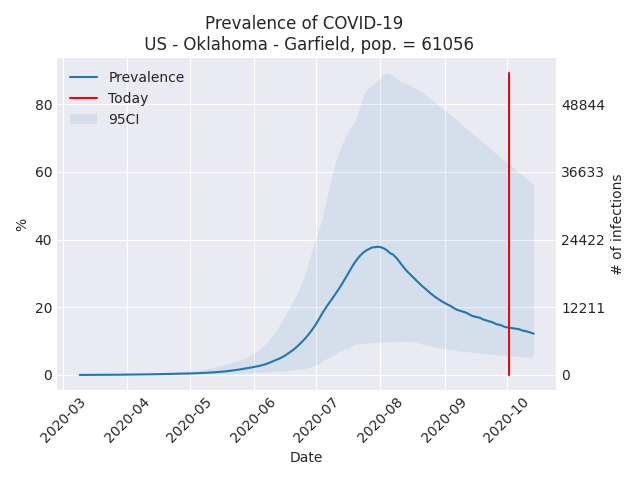 Prevalence of COVID-19
US - Oklahoma - Garfield, pop. = 61056
Prevalence
Today
95CI
80
60
40
20
0
%
48844
36633
24422
12211
0
# of infections
2020-03
2020-04
2020-05
2020-06
2020-07
2020-08
2020-09
2020-10
Date